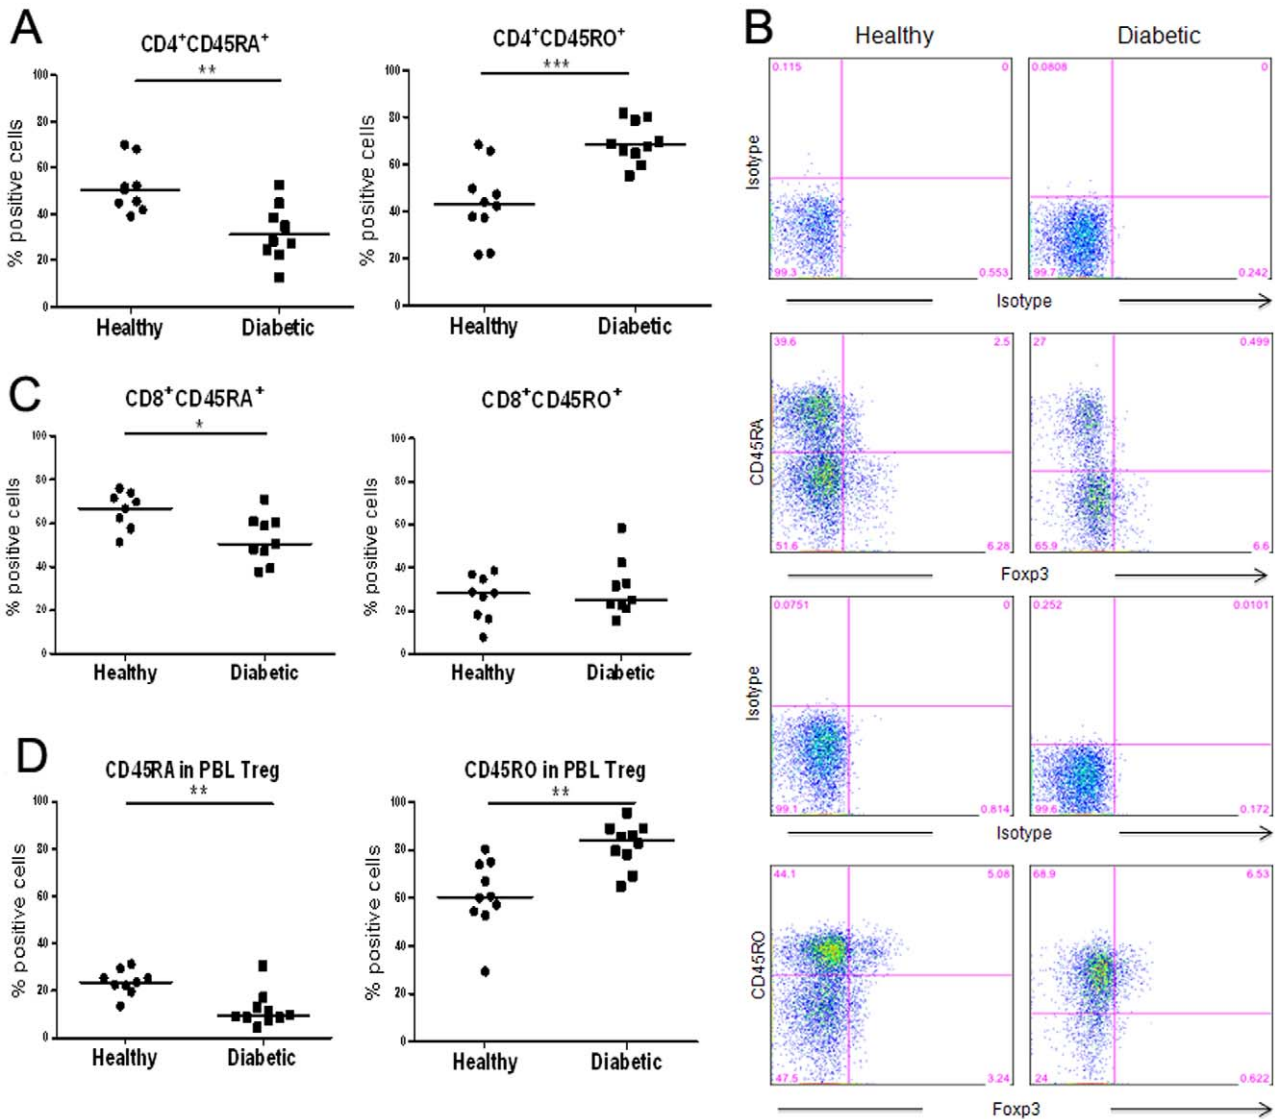 A
CD4+CD45RA+
**
% positive cells
100
80
60
40
20
0
Healthy
Diabetic
CD4+CD45RO+
***
% positive cells
100
80
60
40
20
0
Healthy
Diabetic
B
Healthy
Diabetic
Isotype
0.115
0
99.3
0.553
0.0808
0
99.7
0.242
Isotype
CD45RA
39.6
2.5
51.6
6.28
27
0.499
65.9
6.6
Foxp3
Isotype
0.0751
0
99.1
0.814
0.252
0.0101
99.6
0.172
Isotype
CD45RO
44.1
5.08
47.5
3.24
68.9
6.53
24
0.622
Foxp3
C
CD8+CD45RA+
*
% positive cells
100
80
60
40
20
0
Healthy
Diabetic
CD8+CD45RO+
% positive cells
100
80
60
40
20
0
Healthy
Diabetic
D
CD45RA in PBL Treg
**
% positive cells
100
80
60
40
20
0
Healthy
Diabetic
CD45RO in PBL Treg
**
% positive cells
100
80
60
40
20
0
Healthy
Diabetic